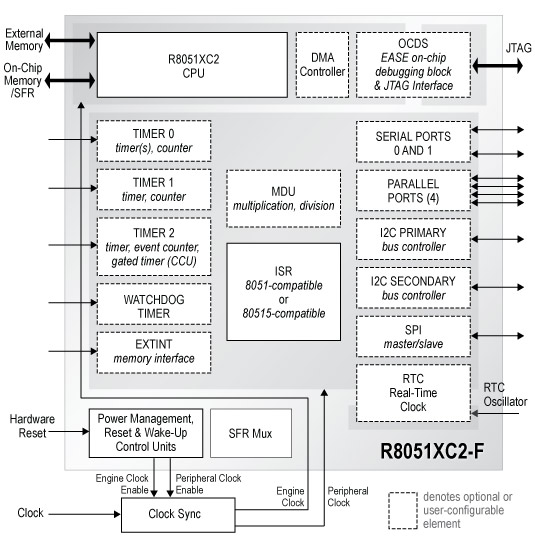 External
Memory
On-Chip
Memory
/SFR
R8051XC2
CPU
DMA
Controller
OCDS
EASE on-chip
debugging block
& JTAG Interface
JTAG
TIMER 0
timer(s), counter
TIMER 1
timer, counter
TIMER 2
timer, event counter,
gated timer (CCU)
WATCHDOG
TIMER
EXTINT
memory interface
MDU
multiplication, division
ISR
8051-compatible
or
80515-compatible
SERIAL PORTS
0 AND 1
PARALLEL
PORTS (4)
I2C PRIMARY
bus controller
I2C SECONDARY
bus controller
SPI
master/slave
RTC
Real-Time
Clock
RTC
Oscillator
Hardware
Reset
Power Management,
Reset & Wake-Up
Control Units
SFR Mux
R8051XC2-F
Engine Clock
Enable
Peripheral Clock
Enable
Engine
Clock
Peripheral
Clock
Clock
Clock Sync
denotes optional or
user-configurable
element